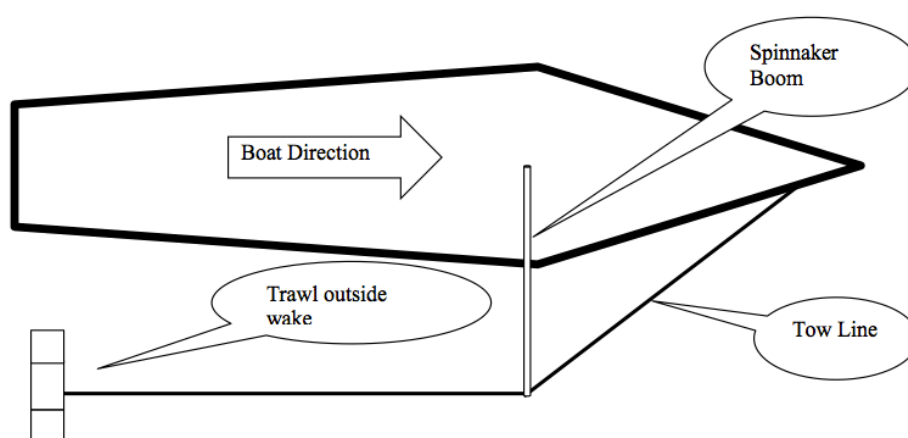 Spinnaker
Boom
Boat Direction
Trawl outside
wake
Tow Line